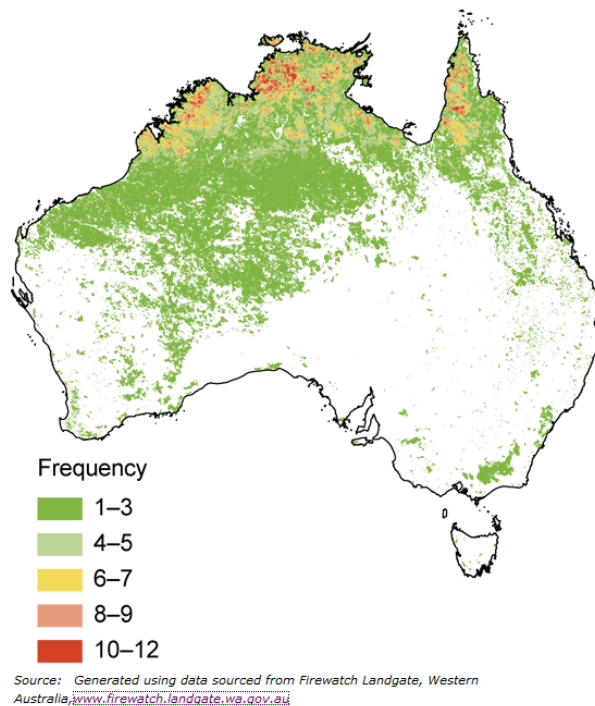 Frequency
1–3
4–5
6–7
8–9
10–12
Source: Generated using data sourced from Firewatch Landgate, Western
Australia,www.firewatch.landgate.wa.gov.au